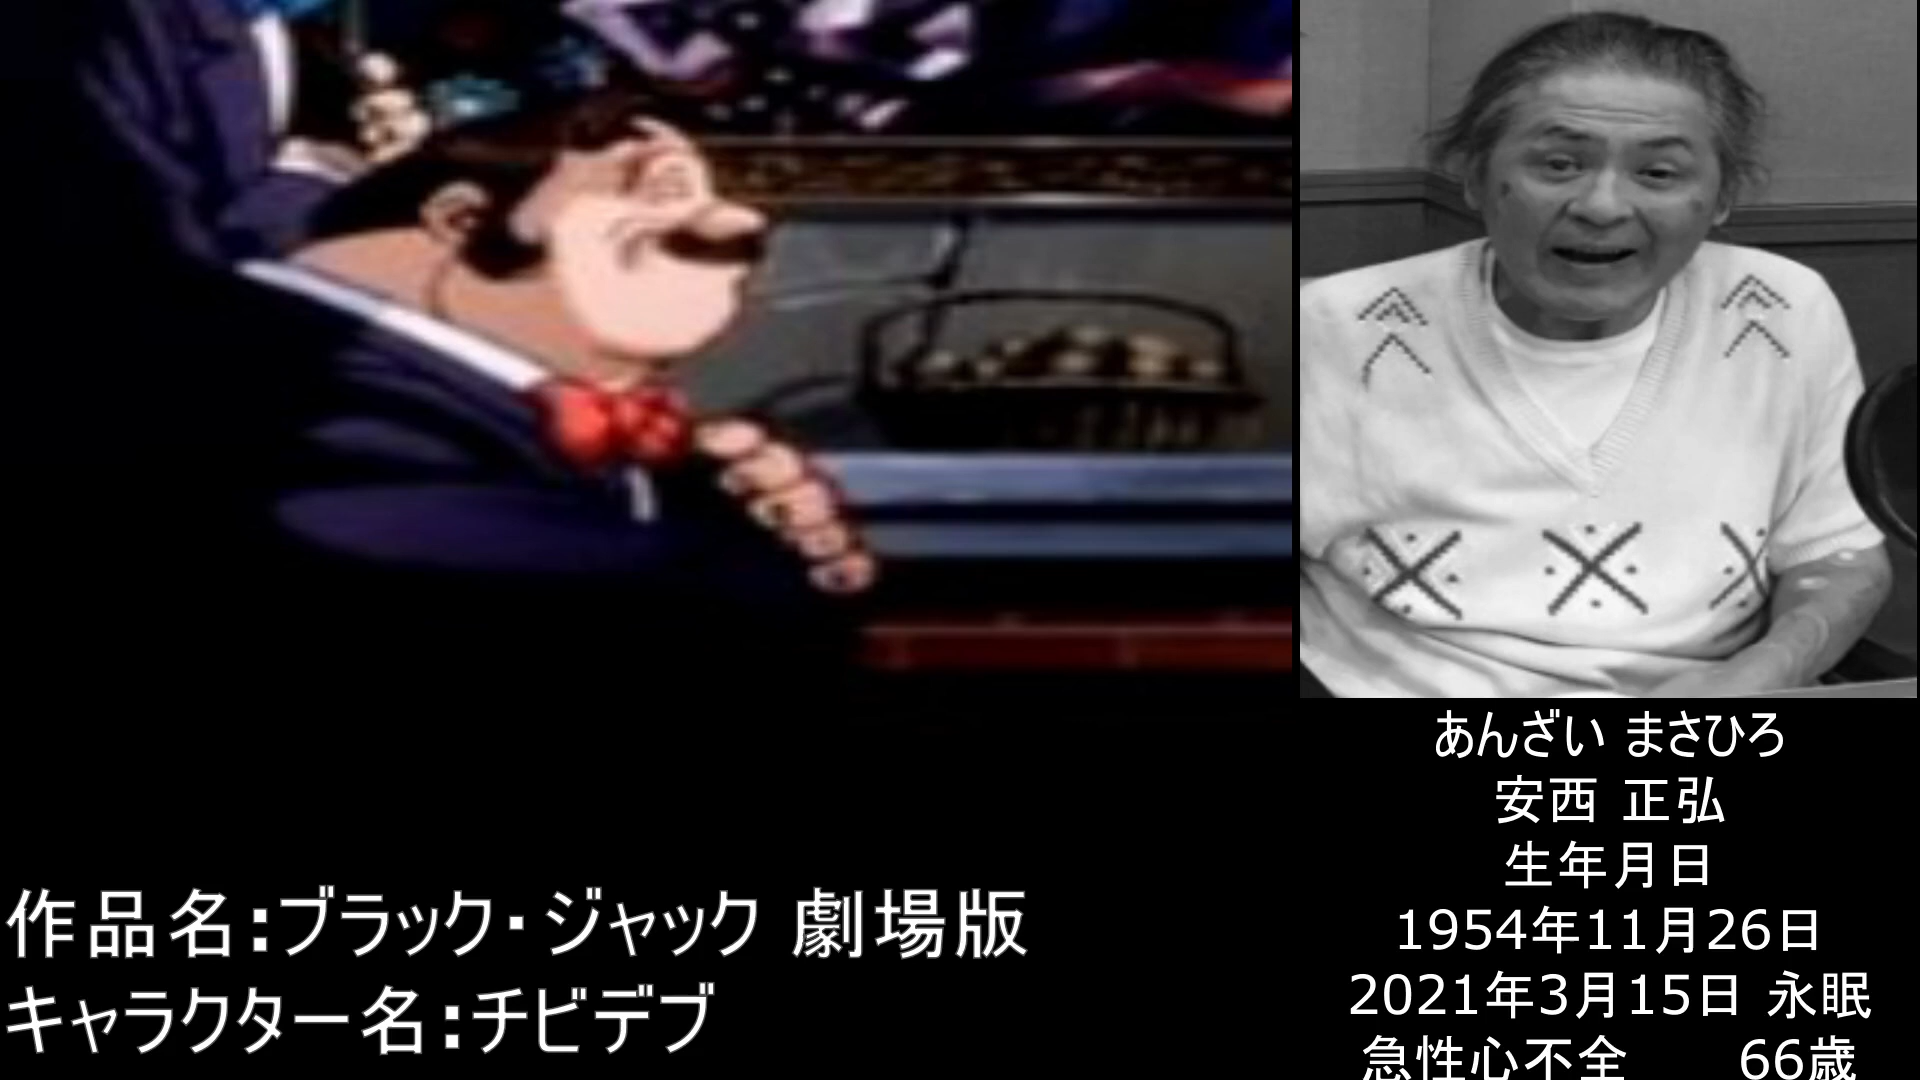 あんざい まさひろ
安西 正弘
生年月日
1954年11月26日
2021年3月15日 永眠
急性心不全 66歳
作品名:ブラック・ジャック 劇場版
キャラクター名:チビデブ